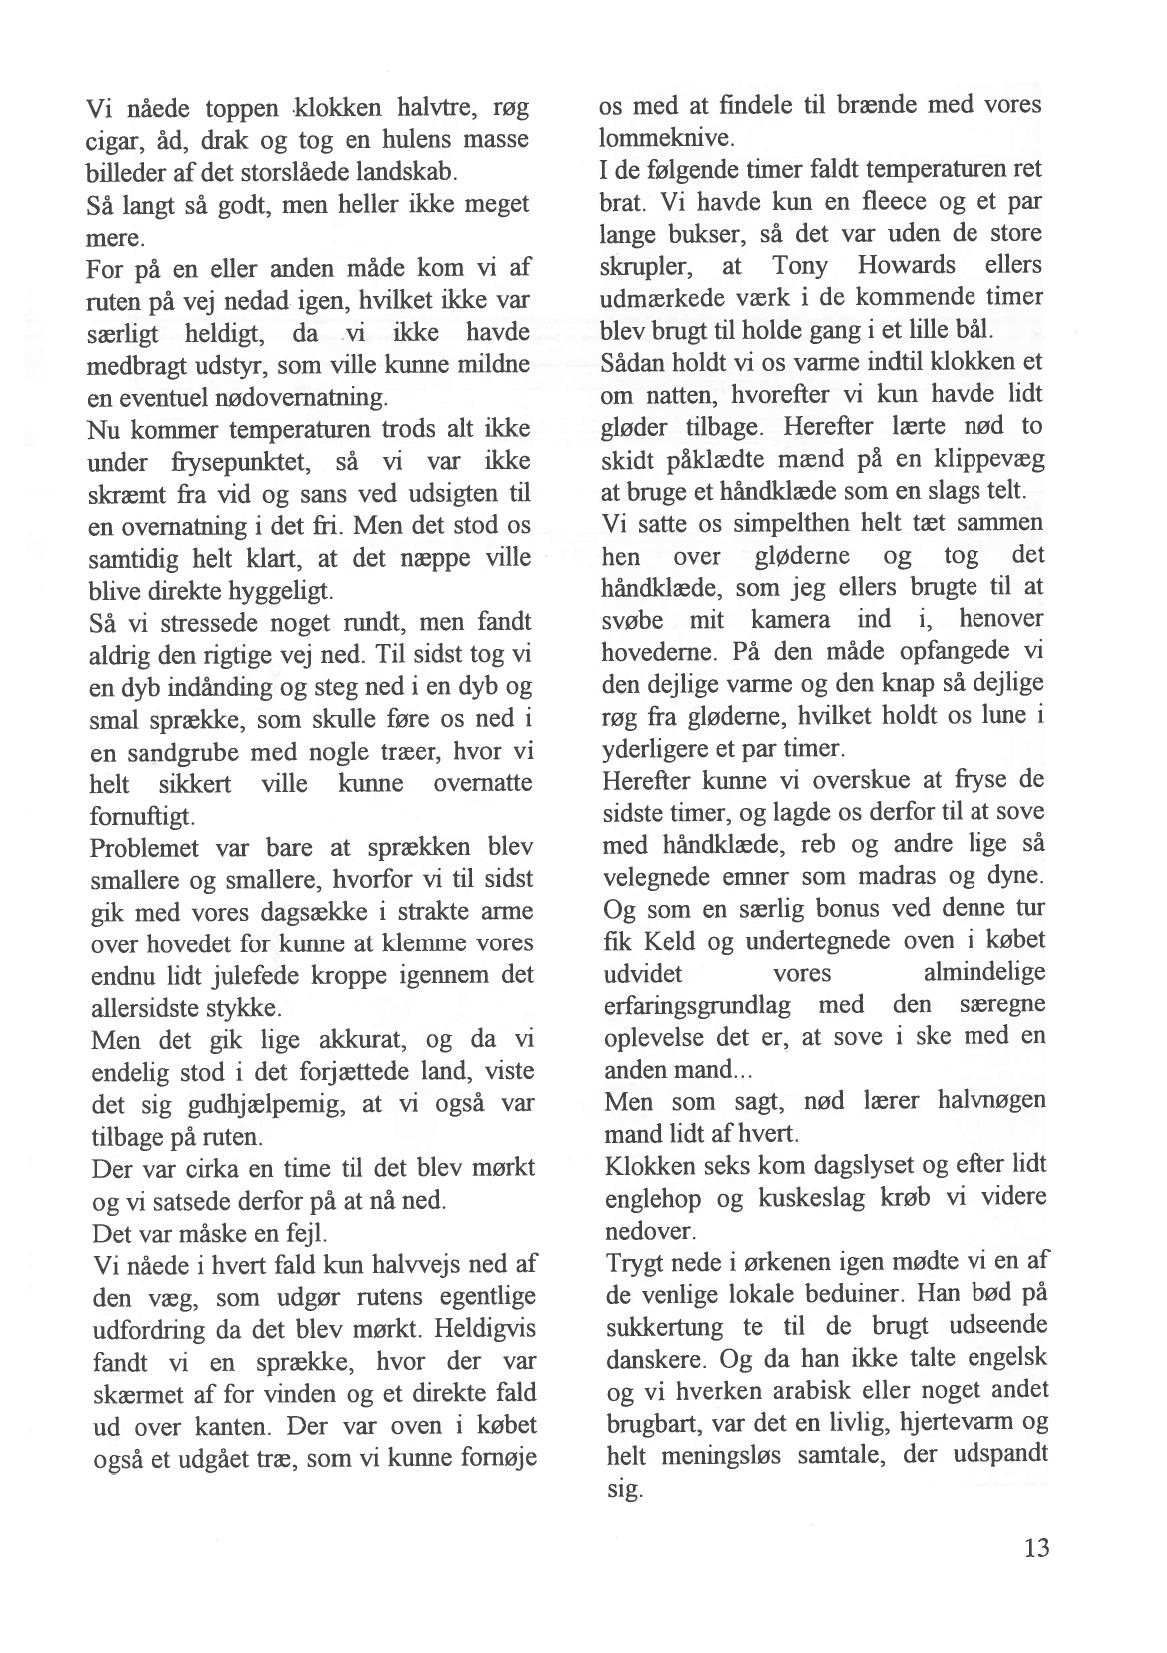 Vi nåede toppen klokken halvtre, røg
cigar, åd, drak og tog en hulens masse
billeder af det storslåede landskab.
Så langt så godt, men heller ikke meget
mere.
For på en eller anden måde kom vi af
ruten på vej nedad igen, hvilket ikke var
særligt heldigt, da vi ikke havde
medbragt udstyr, som ville kunne mildne
en eventuel nødovernatning.
Nu kommer temperaturen trods alt ikke
under frysepunktet, så vi var ikke
skræmt fra vid og sans ved udsigten til
en overnatning i det fri. Men det stod os
samtidig helt klart, at det næppe ville
blive direkte hyggeligt.
Så vi stressede noget rundt, men fandt
aldrig den rigtige vej ned. Til sidst tog vi
en dyb indånding og steg ned i en dyb og
smal sprække, som skulle føre os ned i
en sandgrube med nogle træer, hvor vi
helt sikkert ville kunne overnatte
fornuftigt.
Problemet var bare at sprækken blev
smallere og smallere, hvorfor vi til sidst
gik med vores dagsække i strakte arme
over hovedet for kunne at klemme vores
endnu lidt julefede kroppe igennem det
allersidste stykke.
Men det gik lige akkurat, og da vi
endelig stod i det forjættede land, viste
det sig gudhjælpemig, at vi også var
tilbage på ruten.
Der var cirka en time til det blev mørkt
og vi satsede derfor på at nå ned.
Det var måske en fejl.
Vi nåede i hvert fald kun halvvejs ned af
den væg, som udgør rutens egentlige
udfordring da det blev mørkt. Heldigvis
fandt vi en sprække, hvor der var
skærmet af for vinden og et direkte fald
ud over kanten. Der var oven i købet
også et udgået træ, som vi kunne fornøje
os med at findele til brænde med vores
lommeknive.
I de følgende timer faldt temperaturen ret
brat. Vi havde kun en fleece og et par
lange bukser, så det var uden de store
skrupler, at Tony Howards ellers
udmærkede værk i de kommende timer
blev brugt til holde gang i et lille bål.
Sådan holdt vi os varme indtil klokken et
om natten, hvorefter vi kun havde lidt
gløder tilbage. Herefter lærte nød to
skidt påklædte mænd på en klippevæg
at bruge et håndklæde som en slags telt.
Vi satte os simpelthen helt tæt sammen
hen over gløderne og tog det
håndklæde, som jeg ellers brugte til at
svøbe mit kamera ind i, henover
hovederne. På den måde opfangede vi
den dejlige varme og den knap så dejlige
røg fra gløderne, hvilket holdt os lune i
yderligere et par timer.
Herefter kunne vi overskue at fryse de
sidste timer, og lagde os derfor til at sove
med håndklæde, reb og andre lige så
velegnede emner som madras og dyne.
Og som en særlig bonus ved denne tur
fik Keld og undertegnede oven i købet
udvidet vores almindelige
erfaringsgrundlag med den særegne
oplevelse det er, at sove i ske med en
anden mand...
Men som sagt, nød lærer halvnøgen
mand lidt af hvert.
Klokken seks kom dagslyset og efter lidt
englehop og kuskeslag krøb vi videre
nedover.
Trygt nede i ørkenen igen mødte vi en af
de venlige lokale beduiner. Han bød på
sukkertung te til de brugt udseende
danskere. Og da han ikke talte engelsk
og vi hverken arabisk eller noget andet
brugbart, var det en livlig, hjertevarm og
helt meningsløs samtale, der udspandt
sig.
13